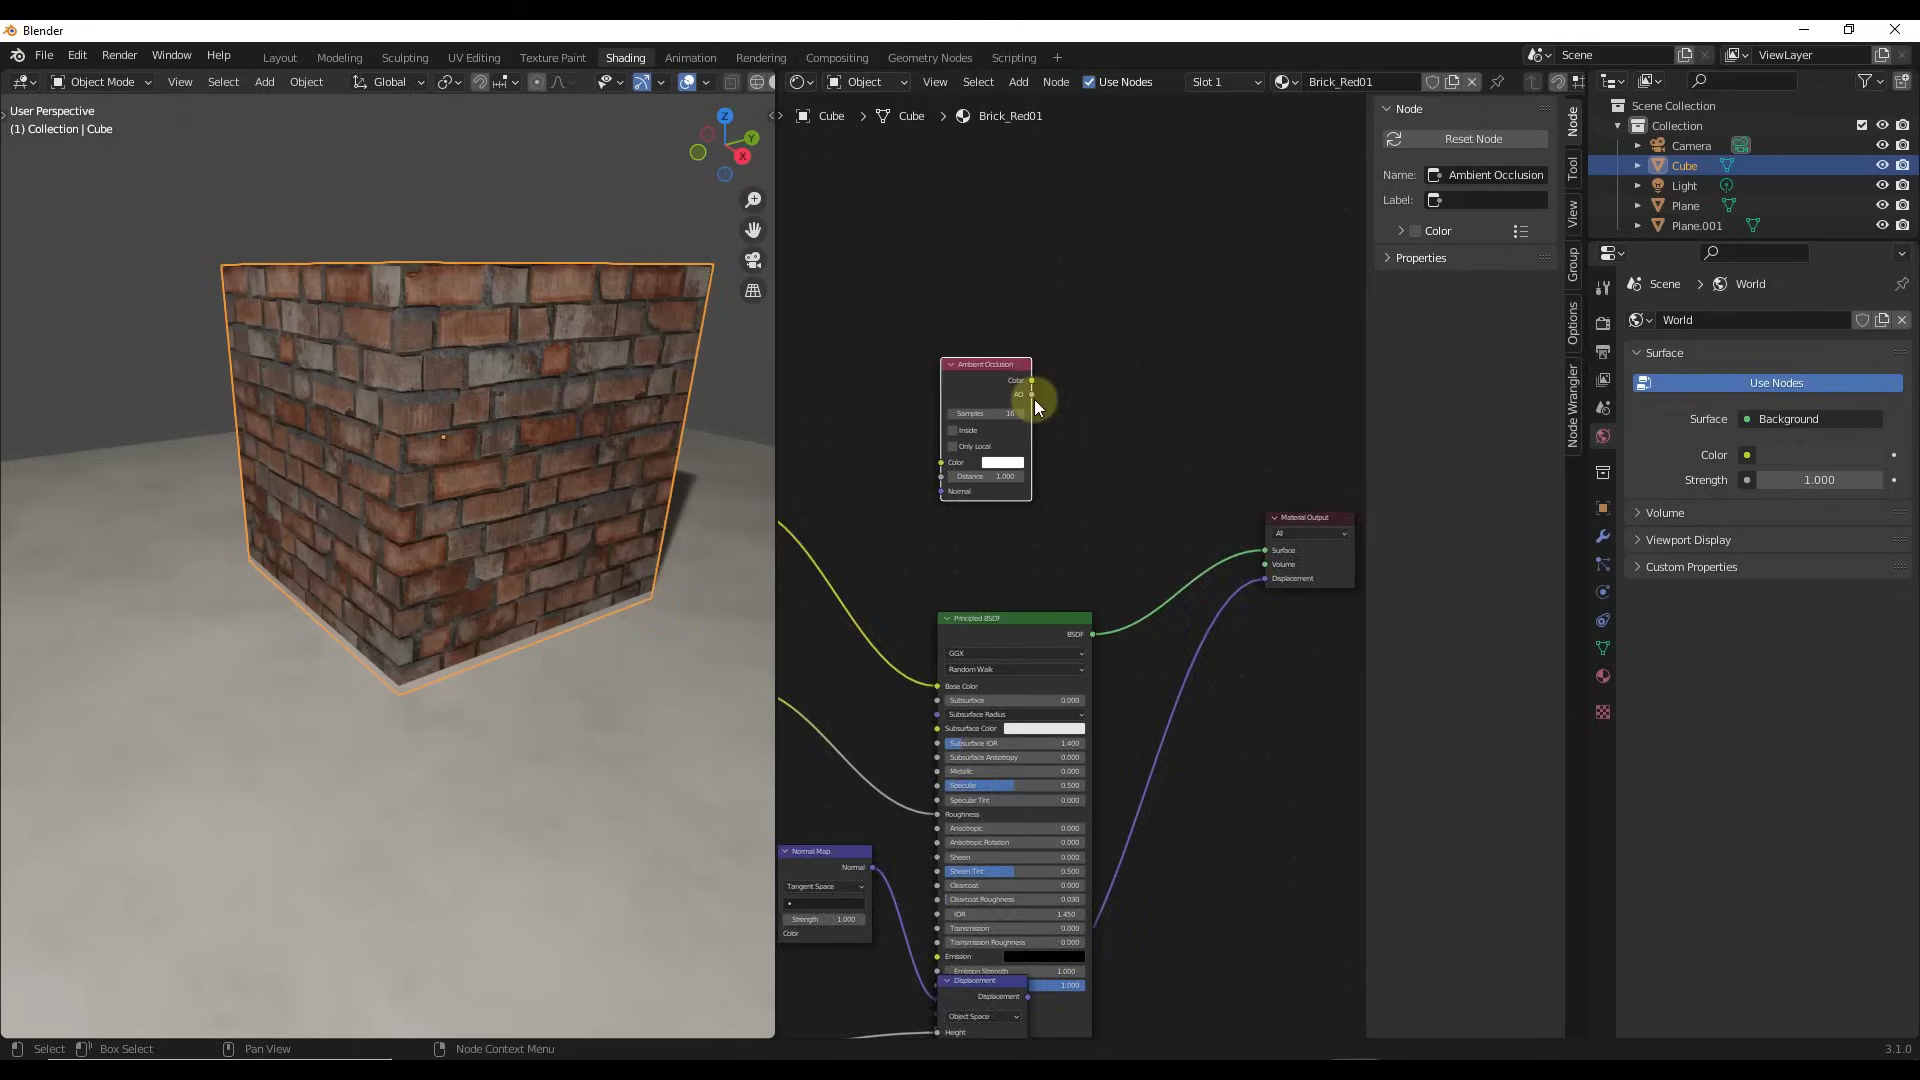 Blender
File Edit Render Window Help
Layout Modeling Sculpting UV Editing Texture Paint Shading Animation Rendering Compositing Geometry Nodes Scripting +
Scene
ViewLayer
Object Mode View Select Add Object Global
Object View Select Add Node Use Nodes Slot 1 Brick_Red01
User Perspective
(1) Collection | Cube
Z
Y
X
Cube > Cube > Brick_Red01
Ambient Occlusion
Color
AO
Samples 16
Inside
Only Local
Color
Distance 1.000
Normal
Material Output
All
Surface
Volume
Displacement
Principled BSDF
BSDF
GGX
Random Walk
Base Color
Subsurface 0.000
Subsurface Radius
Subsurface Color
Subsurface IOR 1.400
Subsurface Anisotropy 0.000
Metallic 0.000
Specular 0.500
Specular Tint 0.000
Roughness
Anisotropic 0.000
Anisotropic Rotation 0.000
Sheen 0.000
Sheen Tint 0.500
Clearcoat 0.000
Clearcoat Roughness 0.030
IOR 1.450
Transmission 0.000
Transmission Roughness 0.000
Emission
Emission Strength 1.000
1.000
Normal Map
Normal
Tangent Space
Strength 1.000
Color
Displacement
Displacement
Object Space
Height
Node
Reset Node
Name: Ambient Occlusion
Label:
Color
Properties
Node
Tool
View
Group
Options
Node Wrangler
Scene Collection
Collection
Camera
Cube
Light
Plane
Plane.001
Scene > World
World
Surface
Use Nodes
Surface Background
Color
Strength 1.000
Volume
Viewport Display
Custom Properties
Select Box Select Pan View Node Context Menu 3.1.0